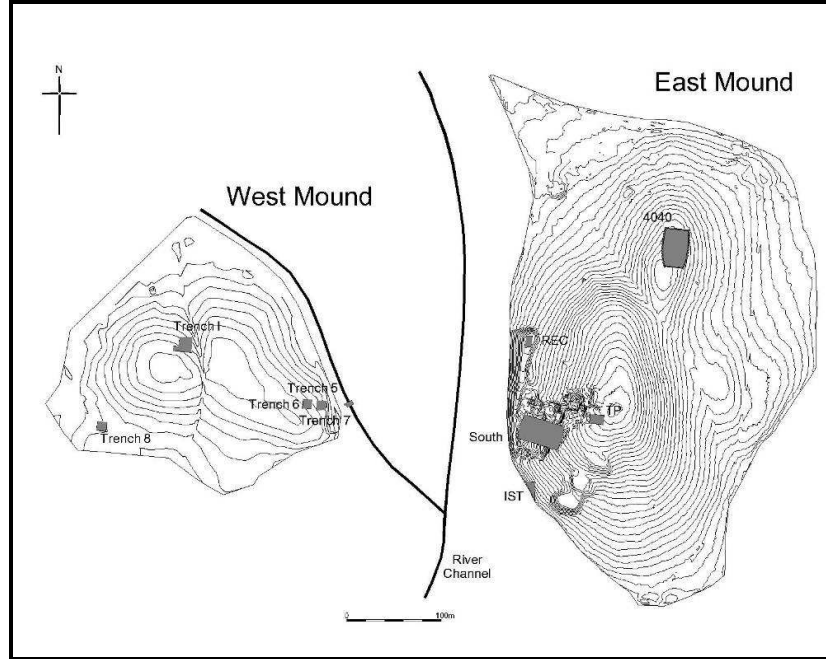 N
East Mound
West Mound
4040
Trench I
REC
Trench 5
Trench 6
TP
Trench 7
South
Trench 8
IST
River
Channel
0
100m